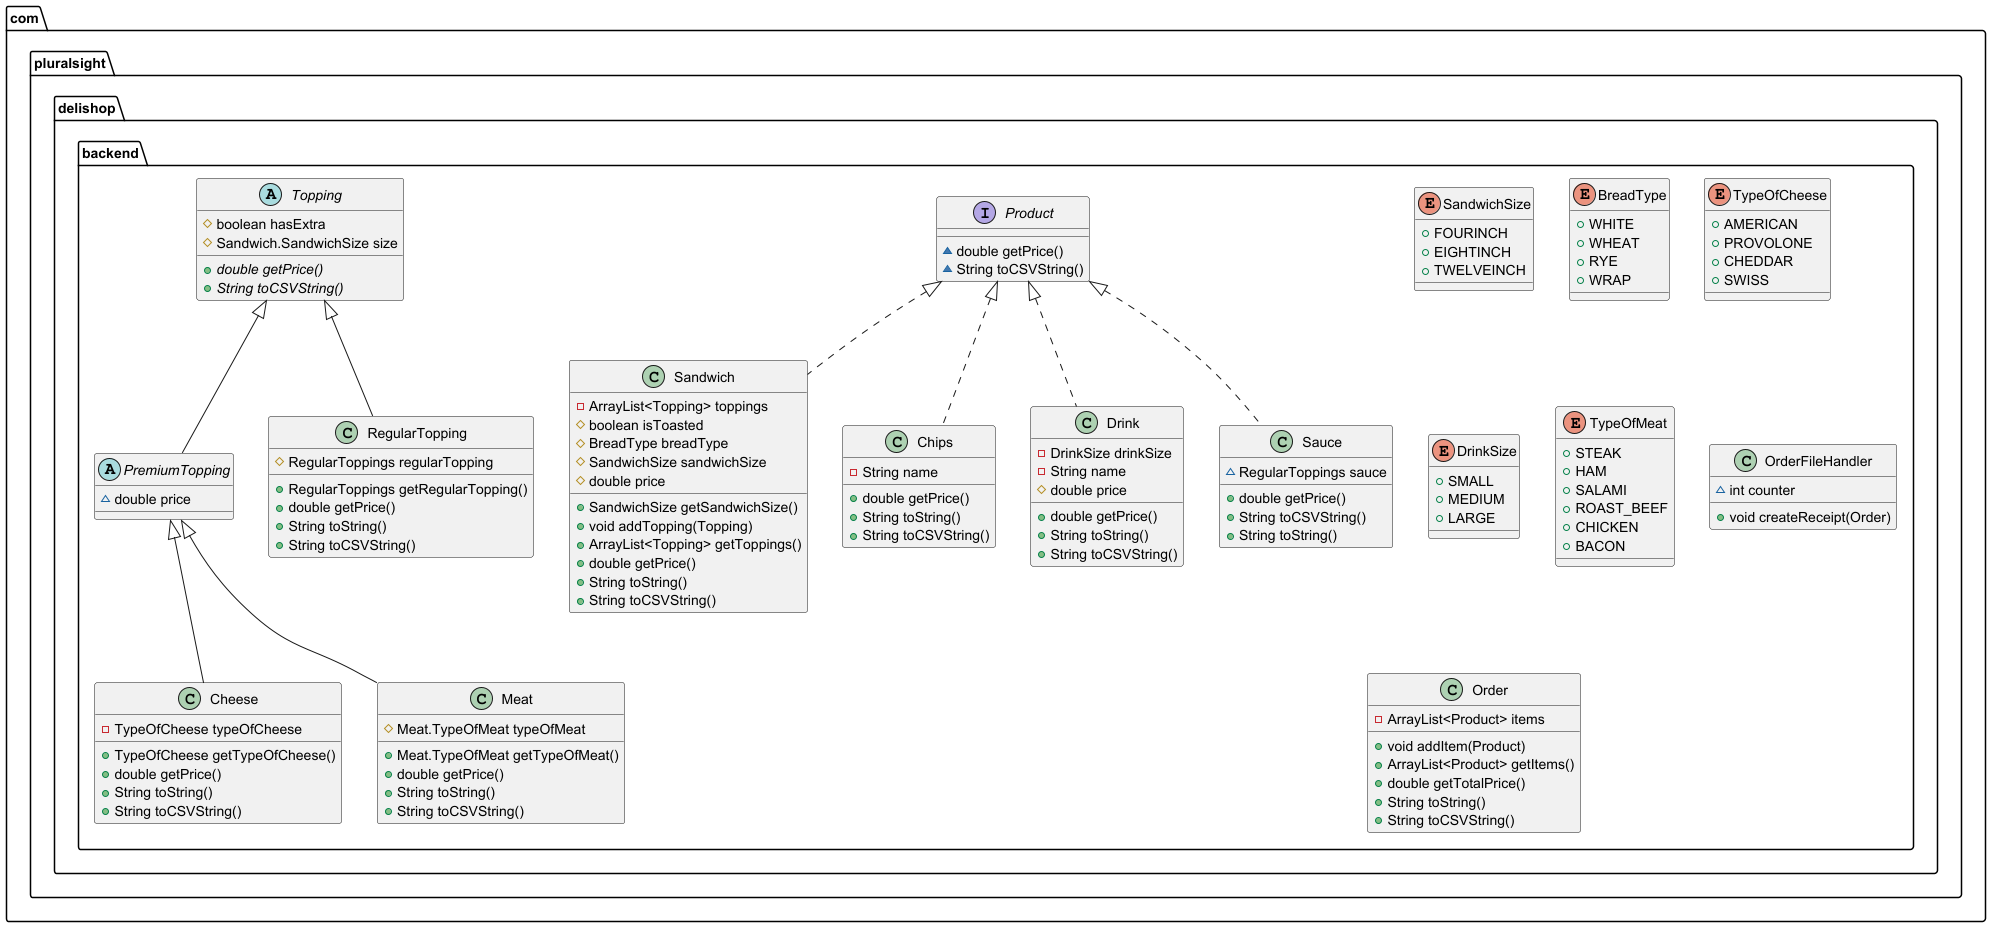 com
pluralsight
delishop
backend
A Topping
boolean hasExtra
Sandwich.SandwichSize size
double getPrice()
String toCSVString()
I Product
double getPrice()
String toCSVString()
E SandwichSize
FOURINCH
EIGHTINCH
TWELVEINCH
E BreadType
WHITE
WHEAT
RYE
WRAP
E TypeOfCheese
AMERICAN
PROVOLONE
CHEDDAR
SWISS
A PremiumTopping
double price
C RegularTopping
RegularToppings regularTopping
RegularToppings getRegularTopping()
double getPrice()
String toString()
String toCSVString()
C Sandwich
ArrayList<Topping> toppings
boolean isToasted
BreadType breadType
SandwichSize sandwichSize
double price
SandwichSize getSandwichSize()
void addTopping(Topping)
ArrayList<Topping> getToppings()
double getPrice()
String toString()
String toCSVString()
C Chips
String name
double getPrice()
String toString()
String toCSVString()
C Drink
DrinkSize drinkSize
String name
double price
double getPrice()
String toString()
String toCSVString()
C Sauce
RegularToppings sauce
double getPrice()
String toCSVString()
String toString()
E DrinkSize
SMALL
MEDIUM
LARGE
E TypeOfMeat
STEAK
HAM
SALAMI
ROAST_BEEF
CHICKEN
BACON
C OrderFileHandler
int counter
void createReceipt(Order)
C Cheese
TypeOfCheese typeOfCheese
TypeOfCheese getTypeOfCheese()
double getPrice()
String toString()
String toCSVString()
C Meat
Meat.TypeOfMeat typeOfMeat
Meat.TypeOfMeat getTypeOfMeat()
double getPrice()
String toString()
String toCSVString()
C Order
ArrayList<Product> items
void addItem(Product)
ArrayList<Product> getItems()
double getTotalPrice()
String toString()
String toCSVString()